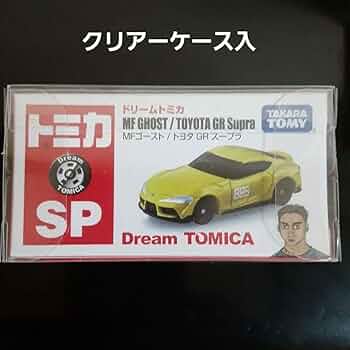 クリアーケース入
トミカ
Dream
TOMICA
SP
ドリームトミカ
MF GHOST / TOYOTA GR Supra
MFゴースト / トヨタ GR スープラ
TAKARA
TOMY
Dream TOMICA